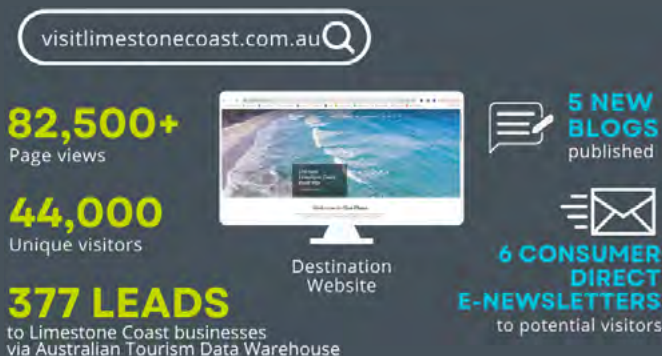 visitlimestonecoast.com.au
82,500+
Page views
44,000
Unique visitors
377 LEADS
to Limestone Coast businesses
via Australian Tourism Data Warehouse
Destination
Website
5 NEW
BLOGS
published
6 CONSUMER
DIRECT
E-NEWSLETTERS
to potential visitors